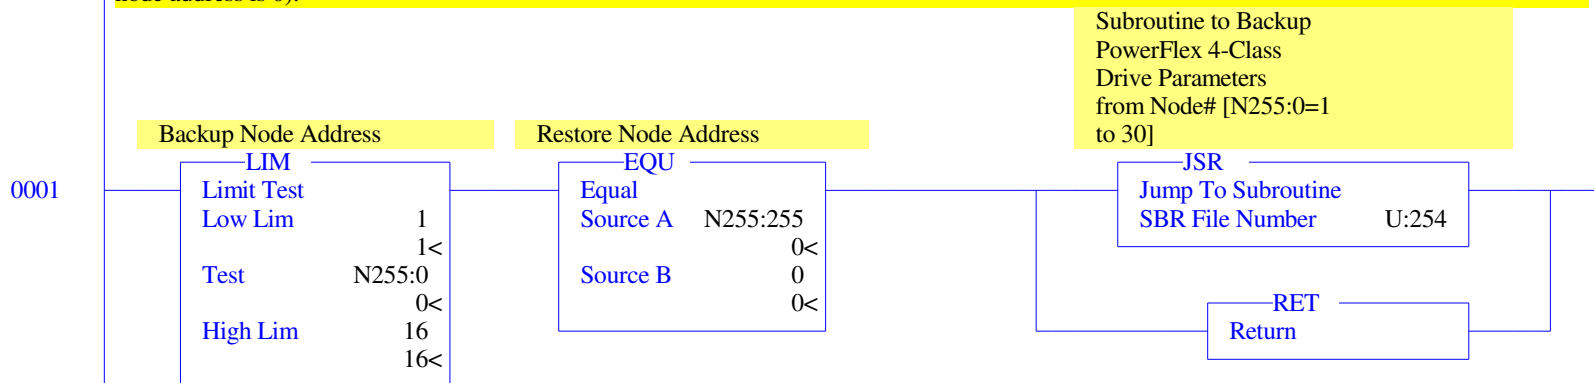 Subroutine to Backup
PowerFlex 4-Class
Drive Parameters
from Node# [N255:0=1
to 30]
Backup Node Address
Restore Node Address
LIM
EQU
JSR
0001
Limit Test
Equal
Jump To Subroutine
Low Lim 1
Source A N255:255
SBR File Number U:254
1<
0<
Test N255:0
Source B 0
0<
0<
RET
High Lim 16
Return
16<